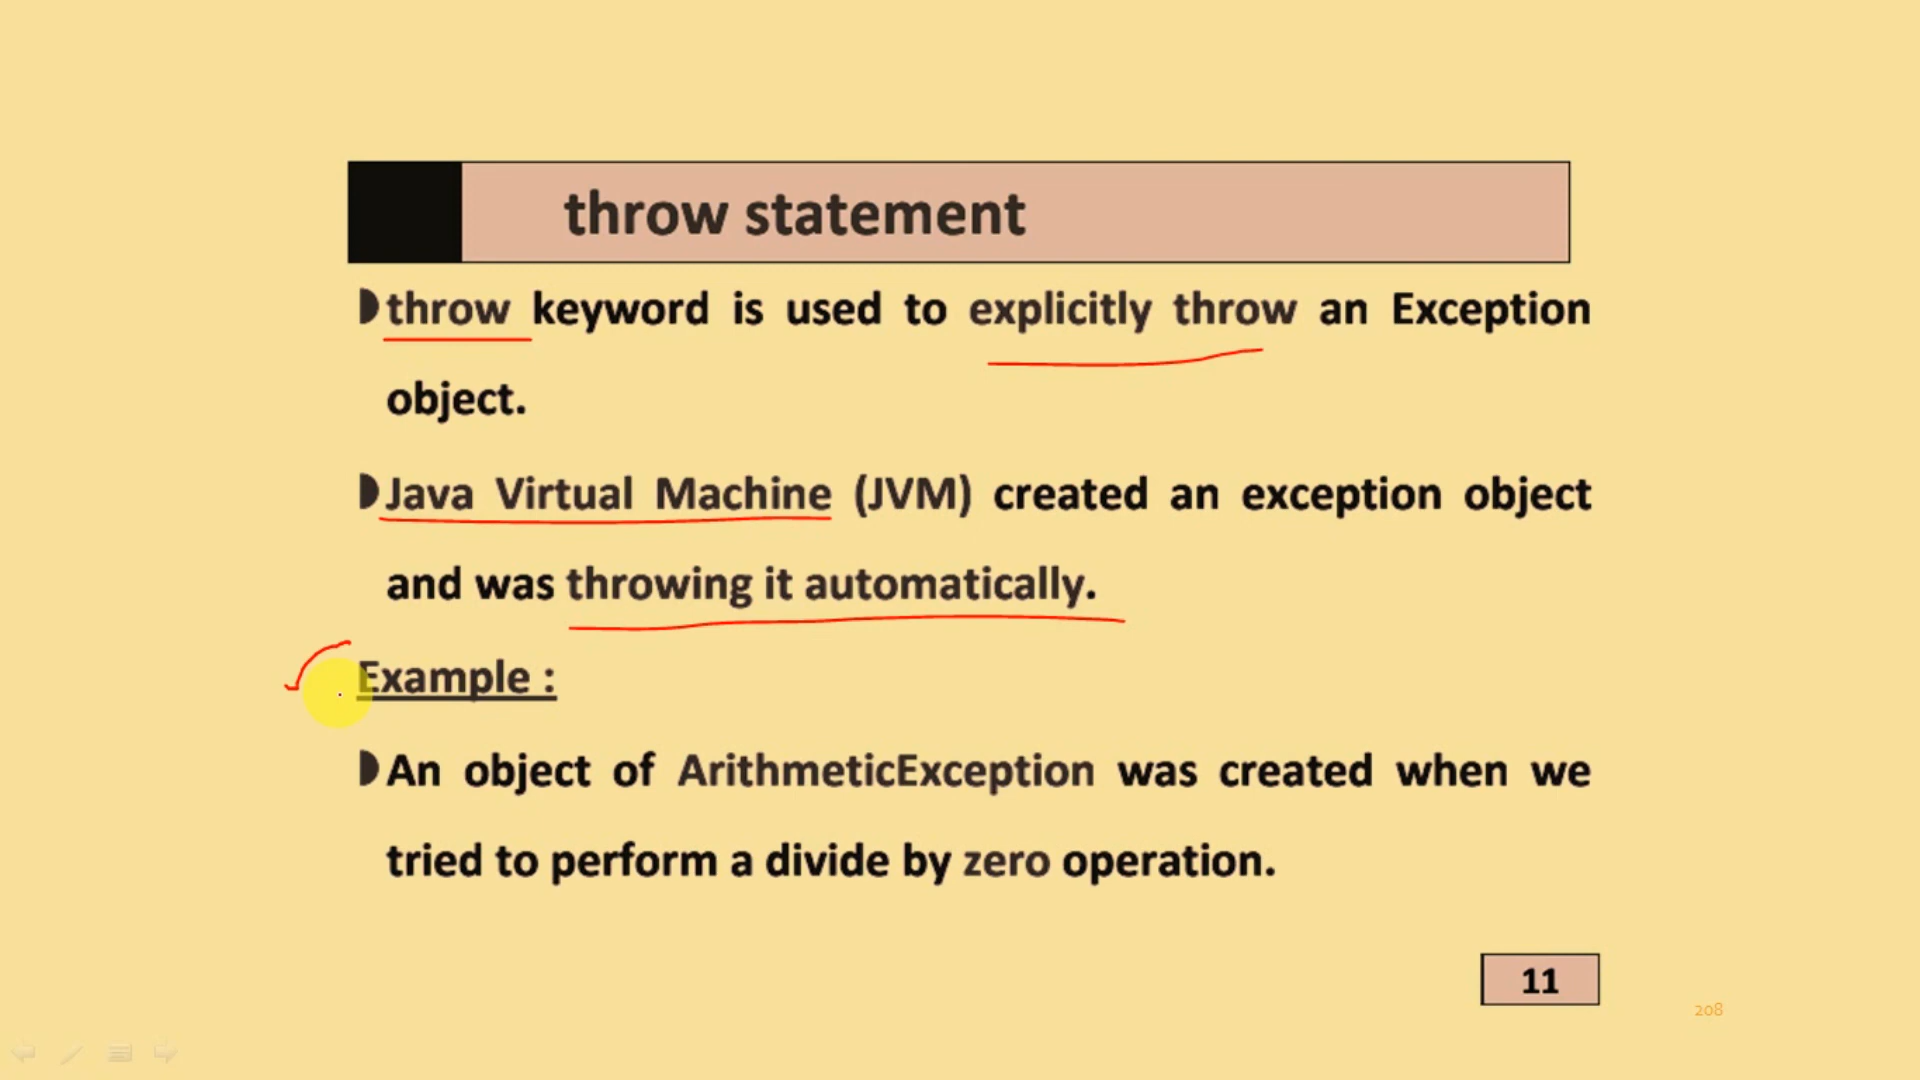 throw statement
throw keyword is used to explicitly throw an Exception
object.
Java Virtual Machine (JVM) created an exception object
and was throwing it automatically.
Example :
An object of ArithmeticException was created when we
tried to perform a divide by zero operation.
11
208